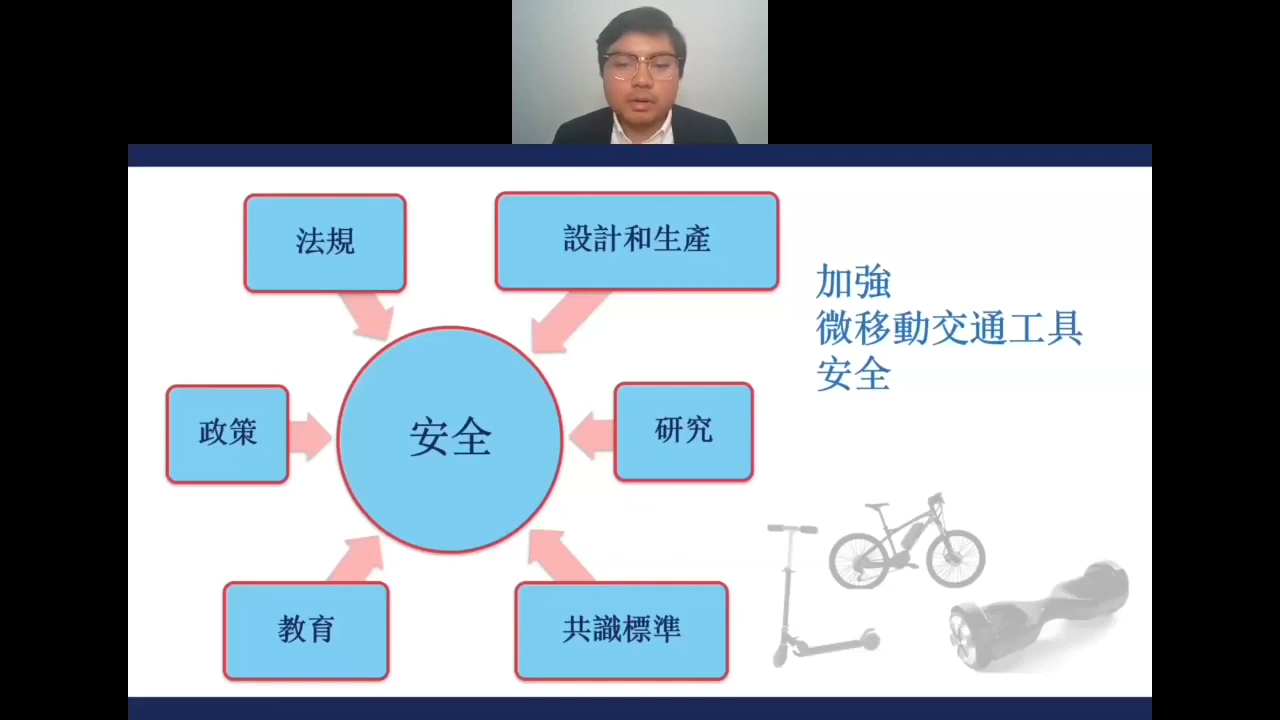 法規
設計和生產
加強
微移動交通工具
安全
政策
安全
研究
教育
共識標準